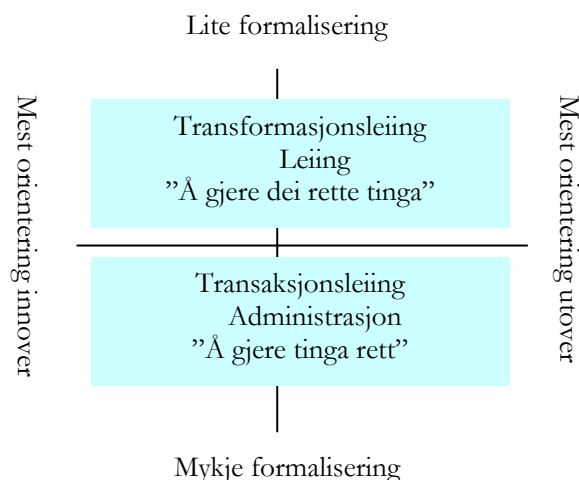 Lite formalisering
Mest orientering innover
Mest orientering utover
Transformasjonsleiing
Leiing
”Å gjere dei rette tinga”
Transaksjonsleiing
Administrasjon
”Å gjere tinga rett”
Mykje formalisering